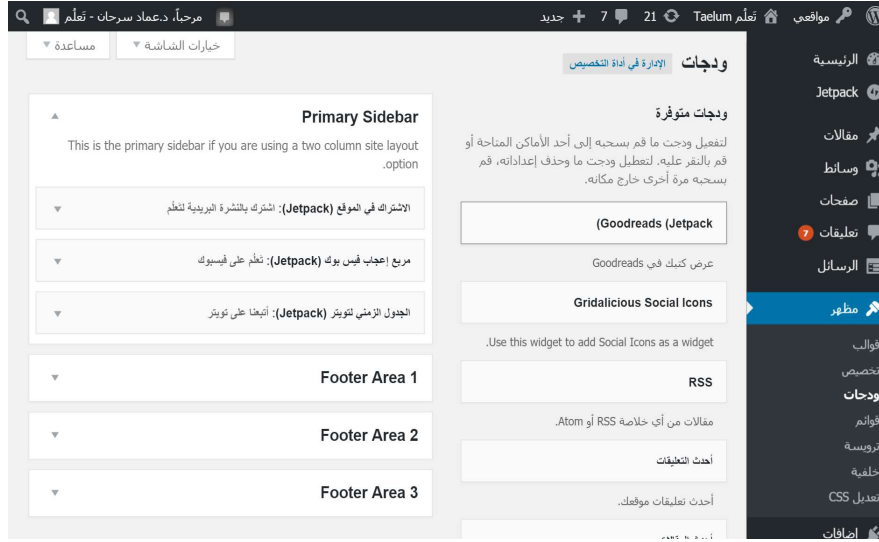 مواقعي
تَعلُّم Taelum
21
7
جديد
مرحباً، د.عماد سرحان - تَعلُّم
الرئيسية
Jetpack
مقالات
وسائط
صفحات
تعليقات 7
الرسائل
مظهر
قوالب
تخصيص
ودجات
قوائم
ترويسة
خلفية
تعديل CSS
إضافات
خيارات الشاشة
مساعدة
ودجات
الإدارة في أداة التخصيص
ودجات متوفرة
لتفعيل ودجت ما قم بسحبه إلى أحد الأماكن المتاحة أو
قم بالنقر عليه. لتعطيل ودجت ما وحذف إعداداته، قم
بسحبه مرة أخرى خارج مكانه.
(Goodreads (Jetpack
عرض كتبك في Goodreads
Gridalicious Social Icons
.Use this widget to add Social Icons as a widget
RSS
مقالات من أي خلاصة RSS أو Atom.
أحدث التعليقات
أحدث تعليقات موقعك.
Primary Sidebar
This is the primary sidebar if you are using a two column site layout
.option
الاشتراك في الموقع (Jetpack): اشترك بالنشرة البريدية لتعلُم
مربع إعجاب فيس بوك (Jetpack): تَعلُّم على فيسبوك
الجدول الزمني لتويتر (Jetpack): أتبعنا على تويتر
Footer Area 1
Footer Area 2
Footer Area 3